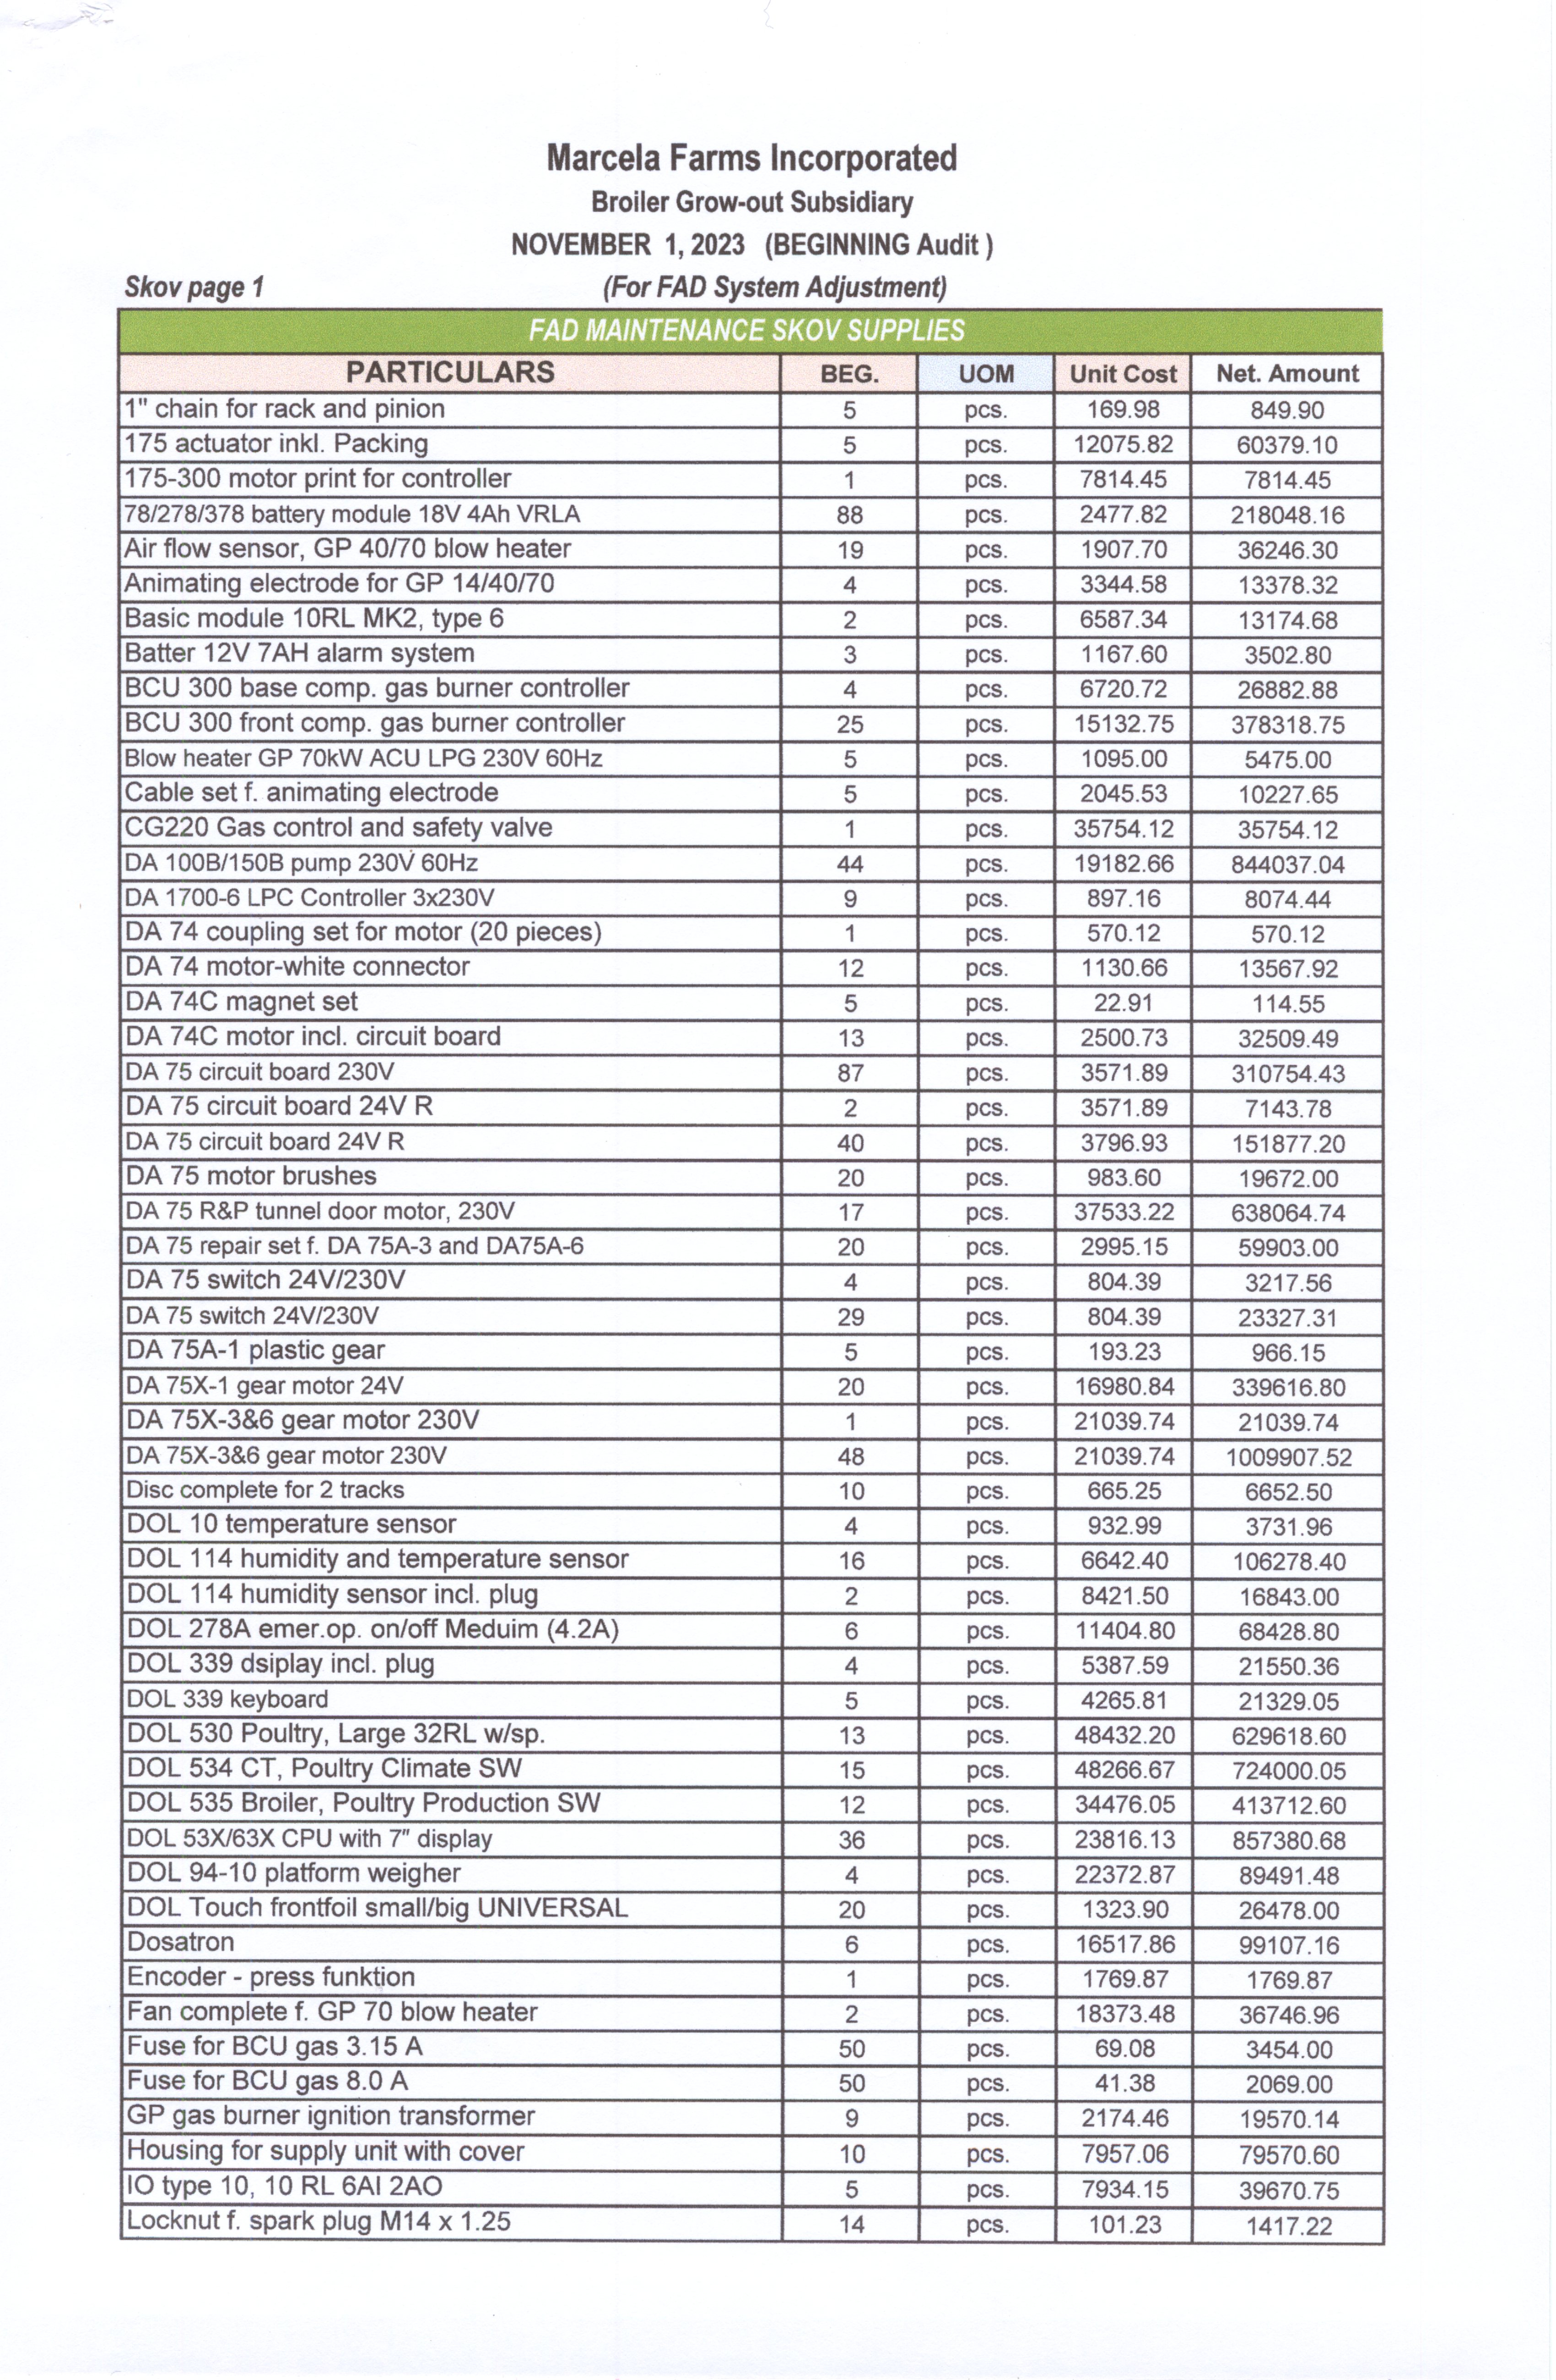 Marcela Farms Incorporated
Broiler Grow-out Subsidiary
NOVEMBER 1, 2023 (BEGINNING Audit )
Skov page 1 (For FAD System Adjustment)
FAD MAINTENANCE SKOV SUPPLIES
PARTICULARS BEG. UOM Unit Cost Net. Amount
1" chain for rack and pinion 5 pcs. 169.98 849.90
175 actuator inkl. Packing 5 pcs. 12075.82 60379.10
175-300 motor print for controller 1 pcs. 7814.45 7814.45
78/278/378 battery module 18V 4Ah VRLA 88 pcs. 2477.82 218048.16
Air flow sensor, GP 40/70 blow heater 19 pcs. 1907.70 36246.30
Animating electrode for GP 14/40/70 4 pcs. 3344.58 13378.32
Basic module 10RL MK2, type 6 2 pcs. 6587.34 13174.68
Batter 12V 7AH alarm system 3 pcs. 1167.60 3502.80
BCU 300 base comp. gas burner controller 4 pcs. 6720.72 26882.88
BCU 300 front comp. gas burner controller 25 pcs. 15132.75 378318.75
Blow heater GP 70kW ACU LPG 230V 60Hz 5 pcs. 1095.00 5475.00
Cable set f. animating electrode 5 pcs. 2045.53 10227.65
CG220 Gas control and safety valve 1 pcs. 35754.12 35754.12
DA 100B/150B pump 230V 60Hz 44 pcs. 19182.66 844037.04
DA 1700-6 LPC Controller 3x230V 9 pcs. 897.16 8074.44
DA 74 coupling set for motor (20 pieces) 1 pcs. 570.12 570.12
DA 74 motor-white connector 12 pcs. 1130.66 13567.92
DA 74C magnet set 5 pcs. 22.91 114.55
DA 74C motor incl. circuit board 13 pcs. 2500.73 32509.49
DA 75 circuit board 230V 87 pcs. 3571.89 310754.43
DA 75 circuit board 24V R 2 pcs. 3571.89 7143.78
DA 75 circuit board 24V R 40 pcs. 3796.93 151877.20
DA 75 motor brushes 20 pcs. 983.60 19672.00
DA 75 R&P tunnel door motor, 230V 17 pcs. 37533.22 638064.74
DA 75 repair set f. DA 75A-3 and DA75A-6 20 pcs. 2995.15 59903.00
DA 75 switch 24V/230V 4 pcs. 804.39 3217.56
DA 75 switch 24V/230V 29 pcs. 804.39 23327.31
DA 75A-1 plastic gear 5 pcs. 193.23 966.15
DA 75X-1 gear motor 24V 20 pcs. 16980.84 339616.80
DA 75X-3&6 gear motor 230V 1 pcs. 21039.74 21039.74
DA 75X-3&6 gear motor 230V 48 pcs. 21039.74 1009907.52
Disc complete for 2 tracks 10 pcs. 665.25 6652.50
DOL 10 temperature sensor 4 pcs. 932.99 3731.96
DOL 114 humidity and temperature sensor 16 pcs. 6642.40 106278.40
DOL 114 humidity sensor incl. plug 2 pcs. 8421.50 16843.00
DOL 278A emer.op. on/off Meduim (4.2A) 6 pcs. 11404.80 68428.80
DOL 339 dsiplay incl. plug 4 pcs. 5387.59 21550.36
DOL 339 keyboard 5 pcs. 4265.81 21329.05
DOL 530 Poultry, Large 32RL w/sp. 13 pcs. 48432.20 629618.60
DOL 534 CT, Poultry Climate SW 15 pcs. 48266.67 724000.05
DOL 535 Broiler, Poultry Production SW 12 pcs. 34476.05 413712.60
DOL 53X/63X CPU with 7" display 36 pcs. 23816.13 857380.68
DOL 94-10 platform weigher 4 pcs. 22372.87 89491.48
DOL Touch frontfoil small/big UNIVERSAL 20 pcs. 1323.90 26478.00
Dosatron 6 pcs. 16517.86 99107.16
Encoder - press funktion 1 pcs. 1769.87 1769.87
Fan complete f. GP 70 blow heater 2 pcs. 18373.48 36746.96
Fuse for BCU gas 3.15 A 50 pcs. 69.08 3454.00
Fuse for BCU gas 8.0 A 50 pcs. 41.38 2069.00
GP gas burner ignition transformer 9 pcs. 2174.46 19570.14
Housing for supply unit with cover 10 pcs. 7957.06 79570.60
IO type 10, 10 RL 6AI 2AO 5 pcs. 7934.15 39670.75
Locknut f. spark plug M14 x 1.25 14 pcs. 101.23 1417.22